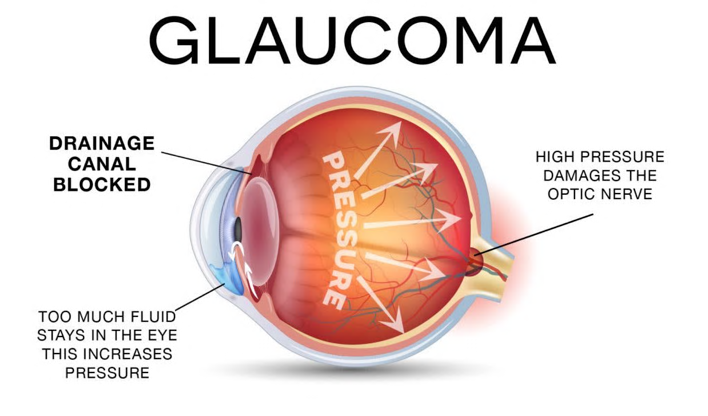 GLAUCOMA
DRAINAGE
CANAL
BLOCKED
PRESSURE
HIGH PRESSURE
DAMAGES THE
OPTIC NERVE
TOO MUCH FLUID
STAYS IN THE EYE
THIS INCREASES
PRESSURE